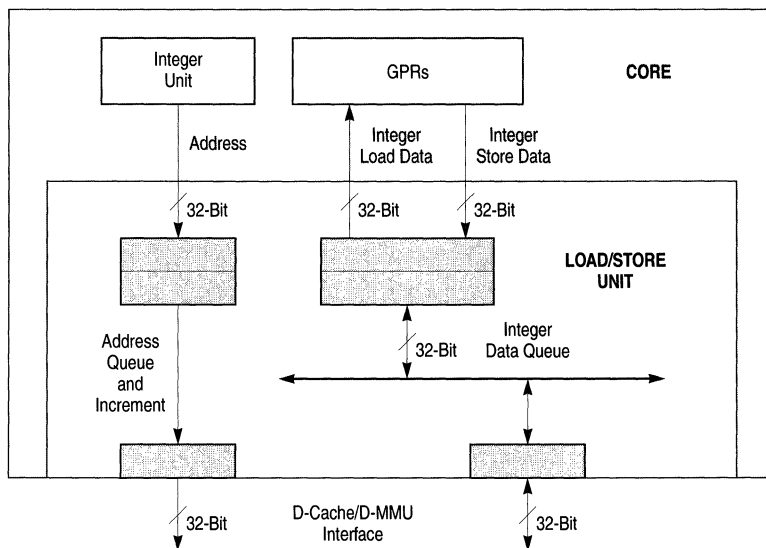 Integer
Unit
GPRs
CORE
Address
Integer
Load Data
Integer
Store Data
32-Bit
32-Bit
32-Bit
LOAD/STORE
UNIT
Address
Queue
and
Increment
32-Bit
Integer
Data Queue
32-Bit
D-Cache/D-MMU
Interface
32-Bit